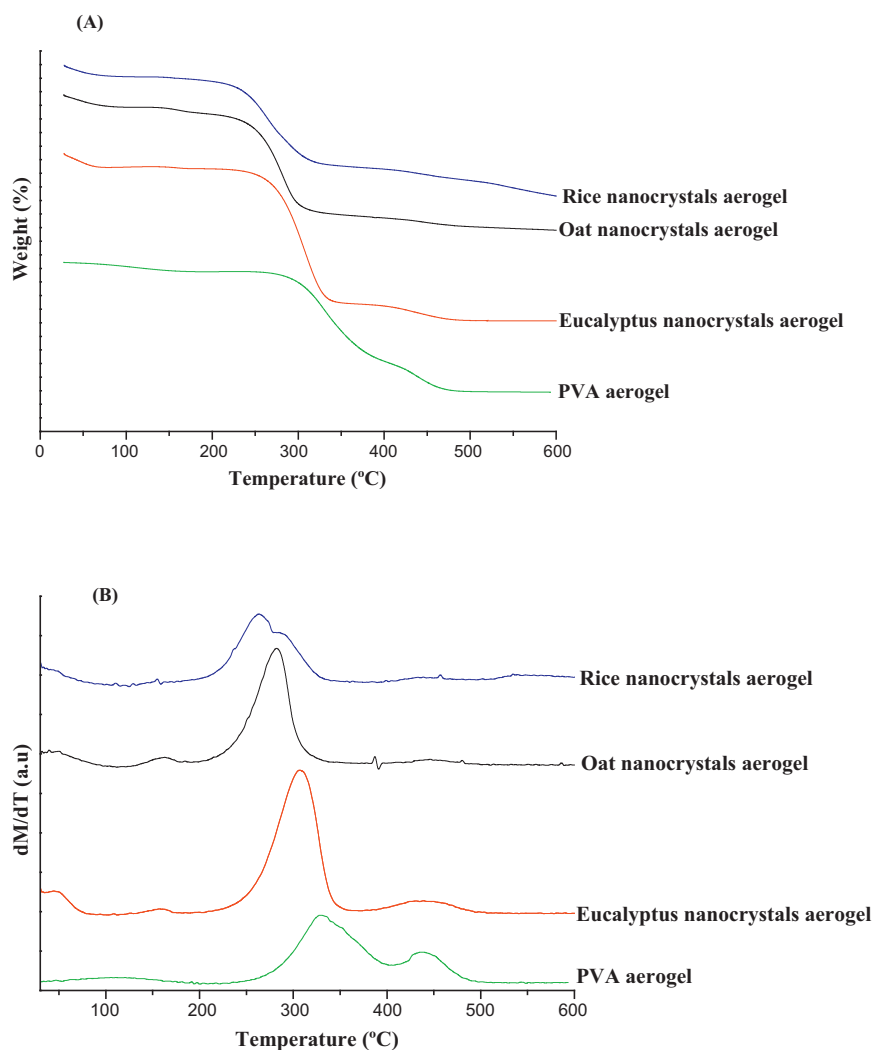 (A)
Weight (%)
Rice nanocrystals aerogel
Oat nanocrystals aerogel
Eucalyptus nanocrystals aerogel
PVA aerogel
0 100 200 300 400 500 600
Temperature (ºC)
(B)
dM/dT (a.u)
Rice nanocrystals aerogel
Oat nanocrystals aerogel
Eucalyptus nanocrystals aerogel
PVA aerogel
100 200 300 400 500 600
Temperature (ºC)